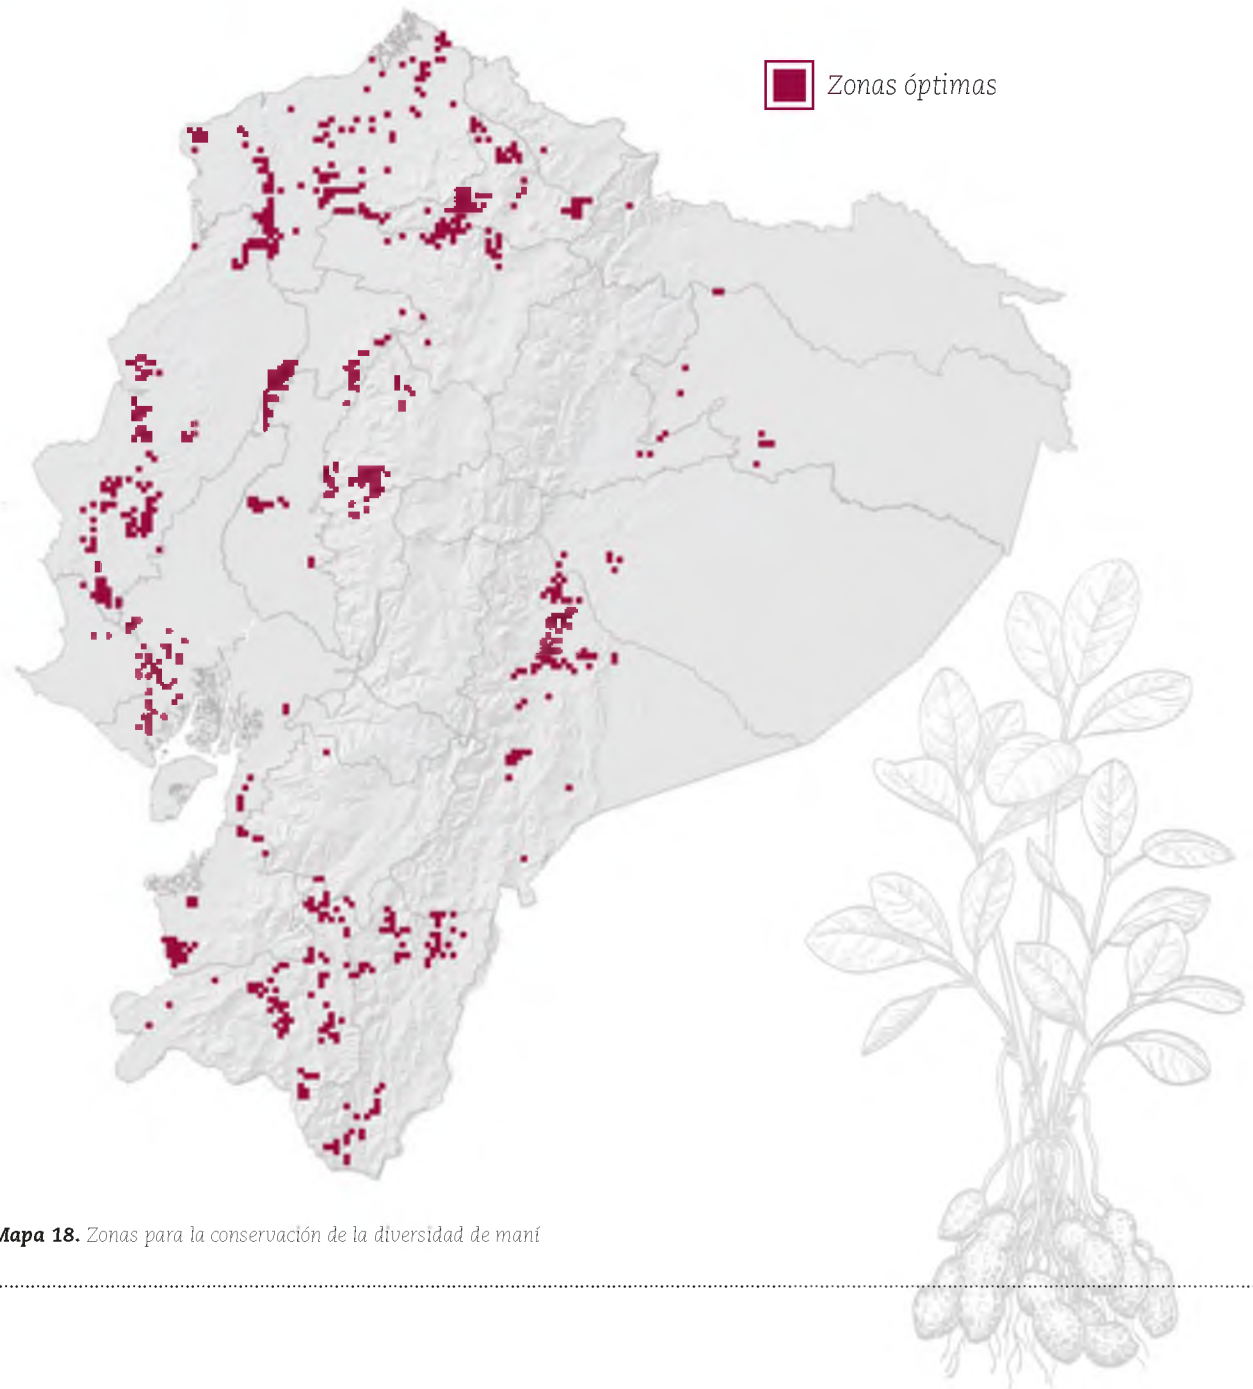 Zonas óptimas
Mapa 18. Zonas para la conservación de la diversidad de maní